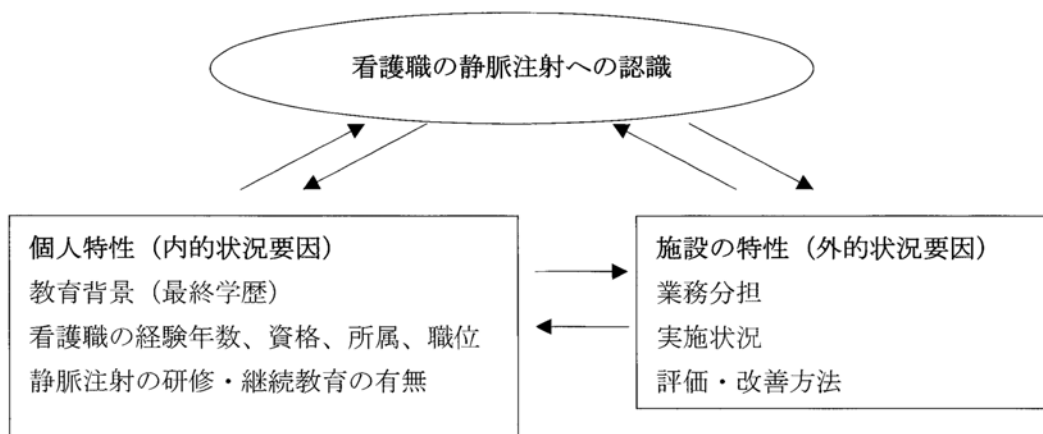 看護職の静脈注射への認識
個人特性（内的状況要因）
教育背景（最終学歴）
看護職の経験年数、資格、所属、職位
静脈注射の研修・継続教育の有無
施設の特性（外的状況要因）
業務分担
実施状況
評価・改善方法